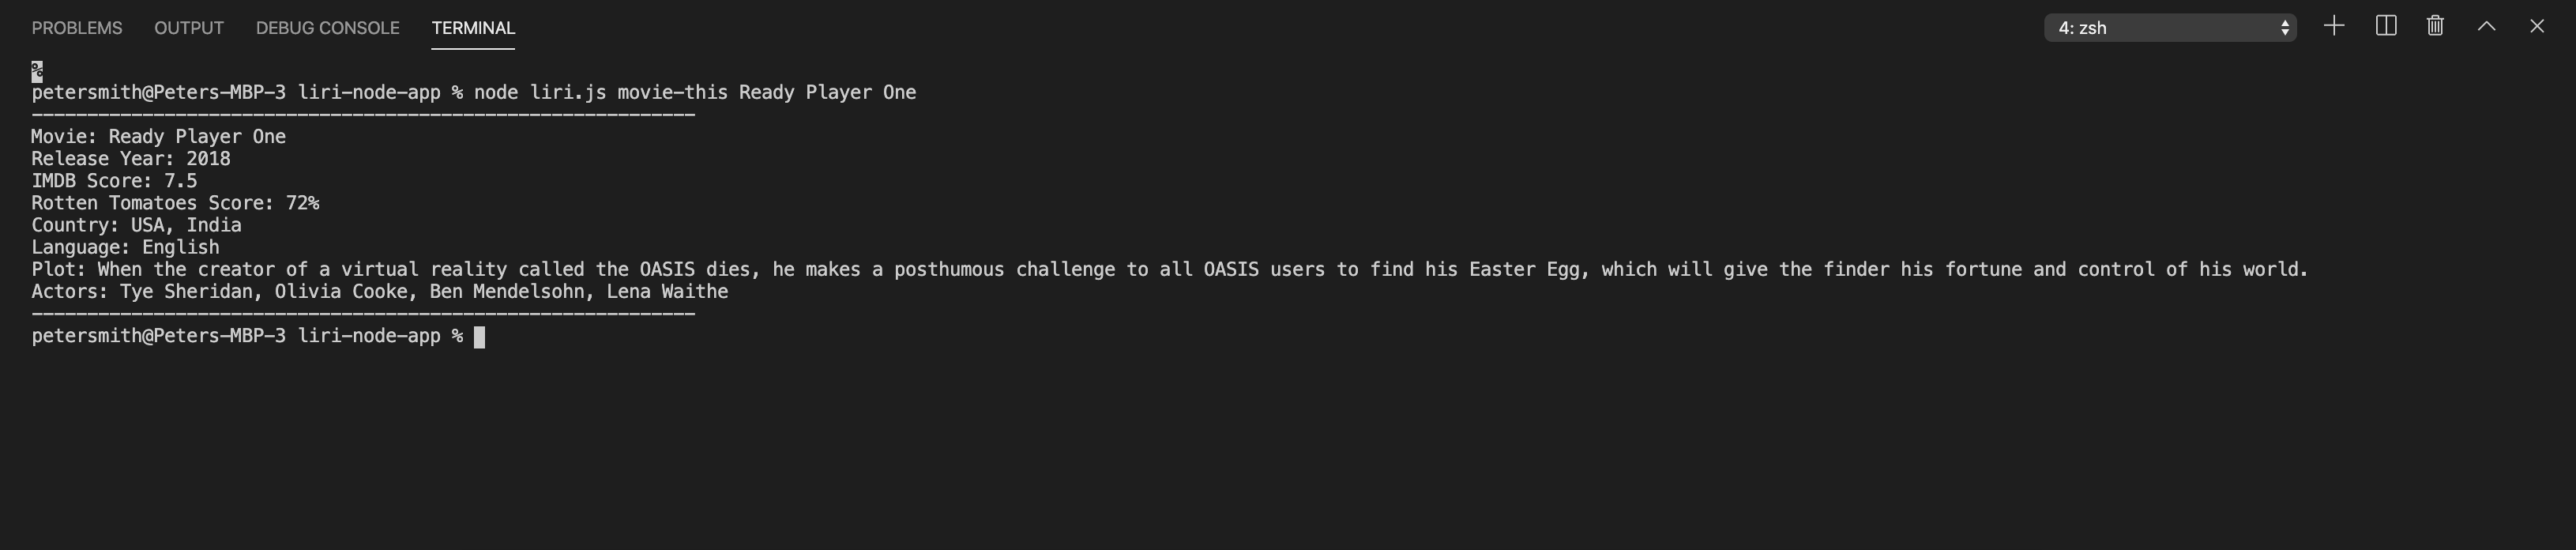 PROBLEMS OUTPUT DEBUG CONSOLE TERMINAL 4: zsh
%
petersmith@Peters-MBP-3 liri-node-app % node liri.js movie-this Ready Player One
------------------------------------------------------------
Movie: Ready Player One
Release Year: 2018
IMDB Score: 7.5
Rotten Tomatoes Score: 72%
Country: USA, India
Language: English
Plot: When the creator of a virtual reality called the OASIS dies, he makes a posthumous challenge to all OASIS users to find his Easter Egg, which will give the finder his fortune and control of his world.
Actors: Tye Sheridan, Olivia Cooke, Ben Mendelsohn, Lena Waithe
------------------------------------------------------------
petersmith@Peters-MBP-3 liri-node-app %